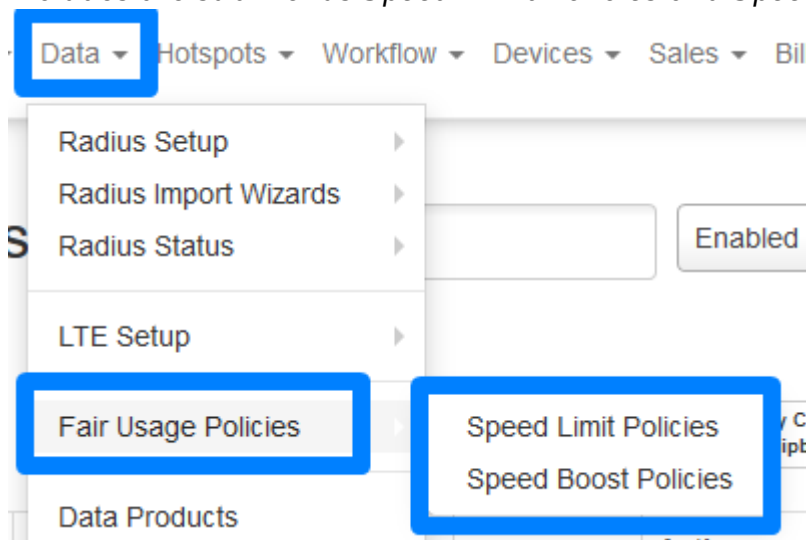 Data Hotspots Workflow Devices Sales Bil
Radius Setup
Radius Import Wizards
Radius Status
S
Enabled
LTE Setup
Fair Usage Policies
Speed Limit Policies
Speed Boost Policies
Data Products